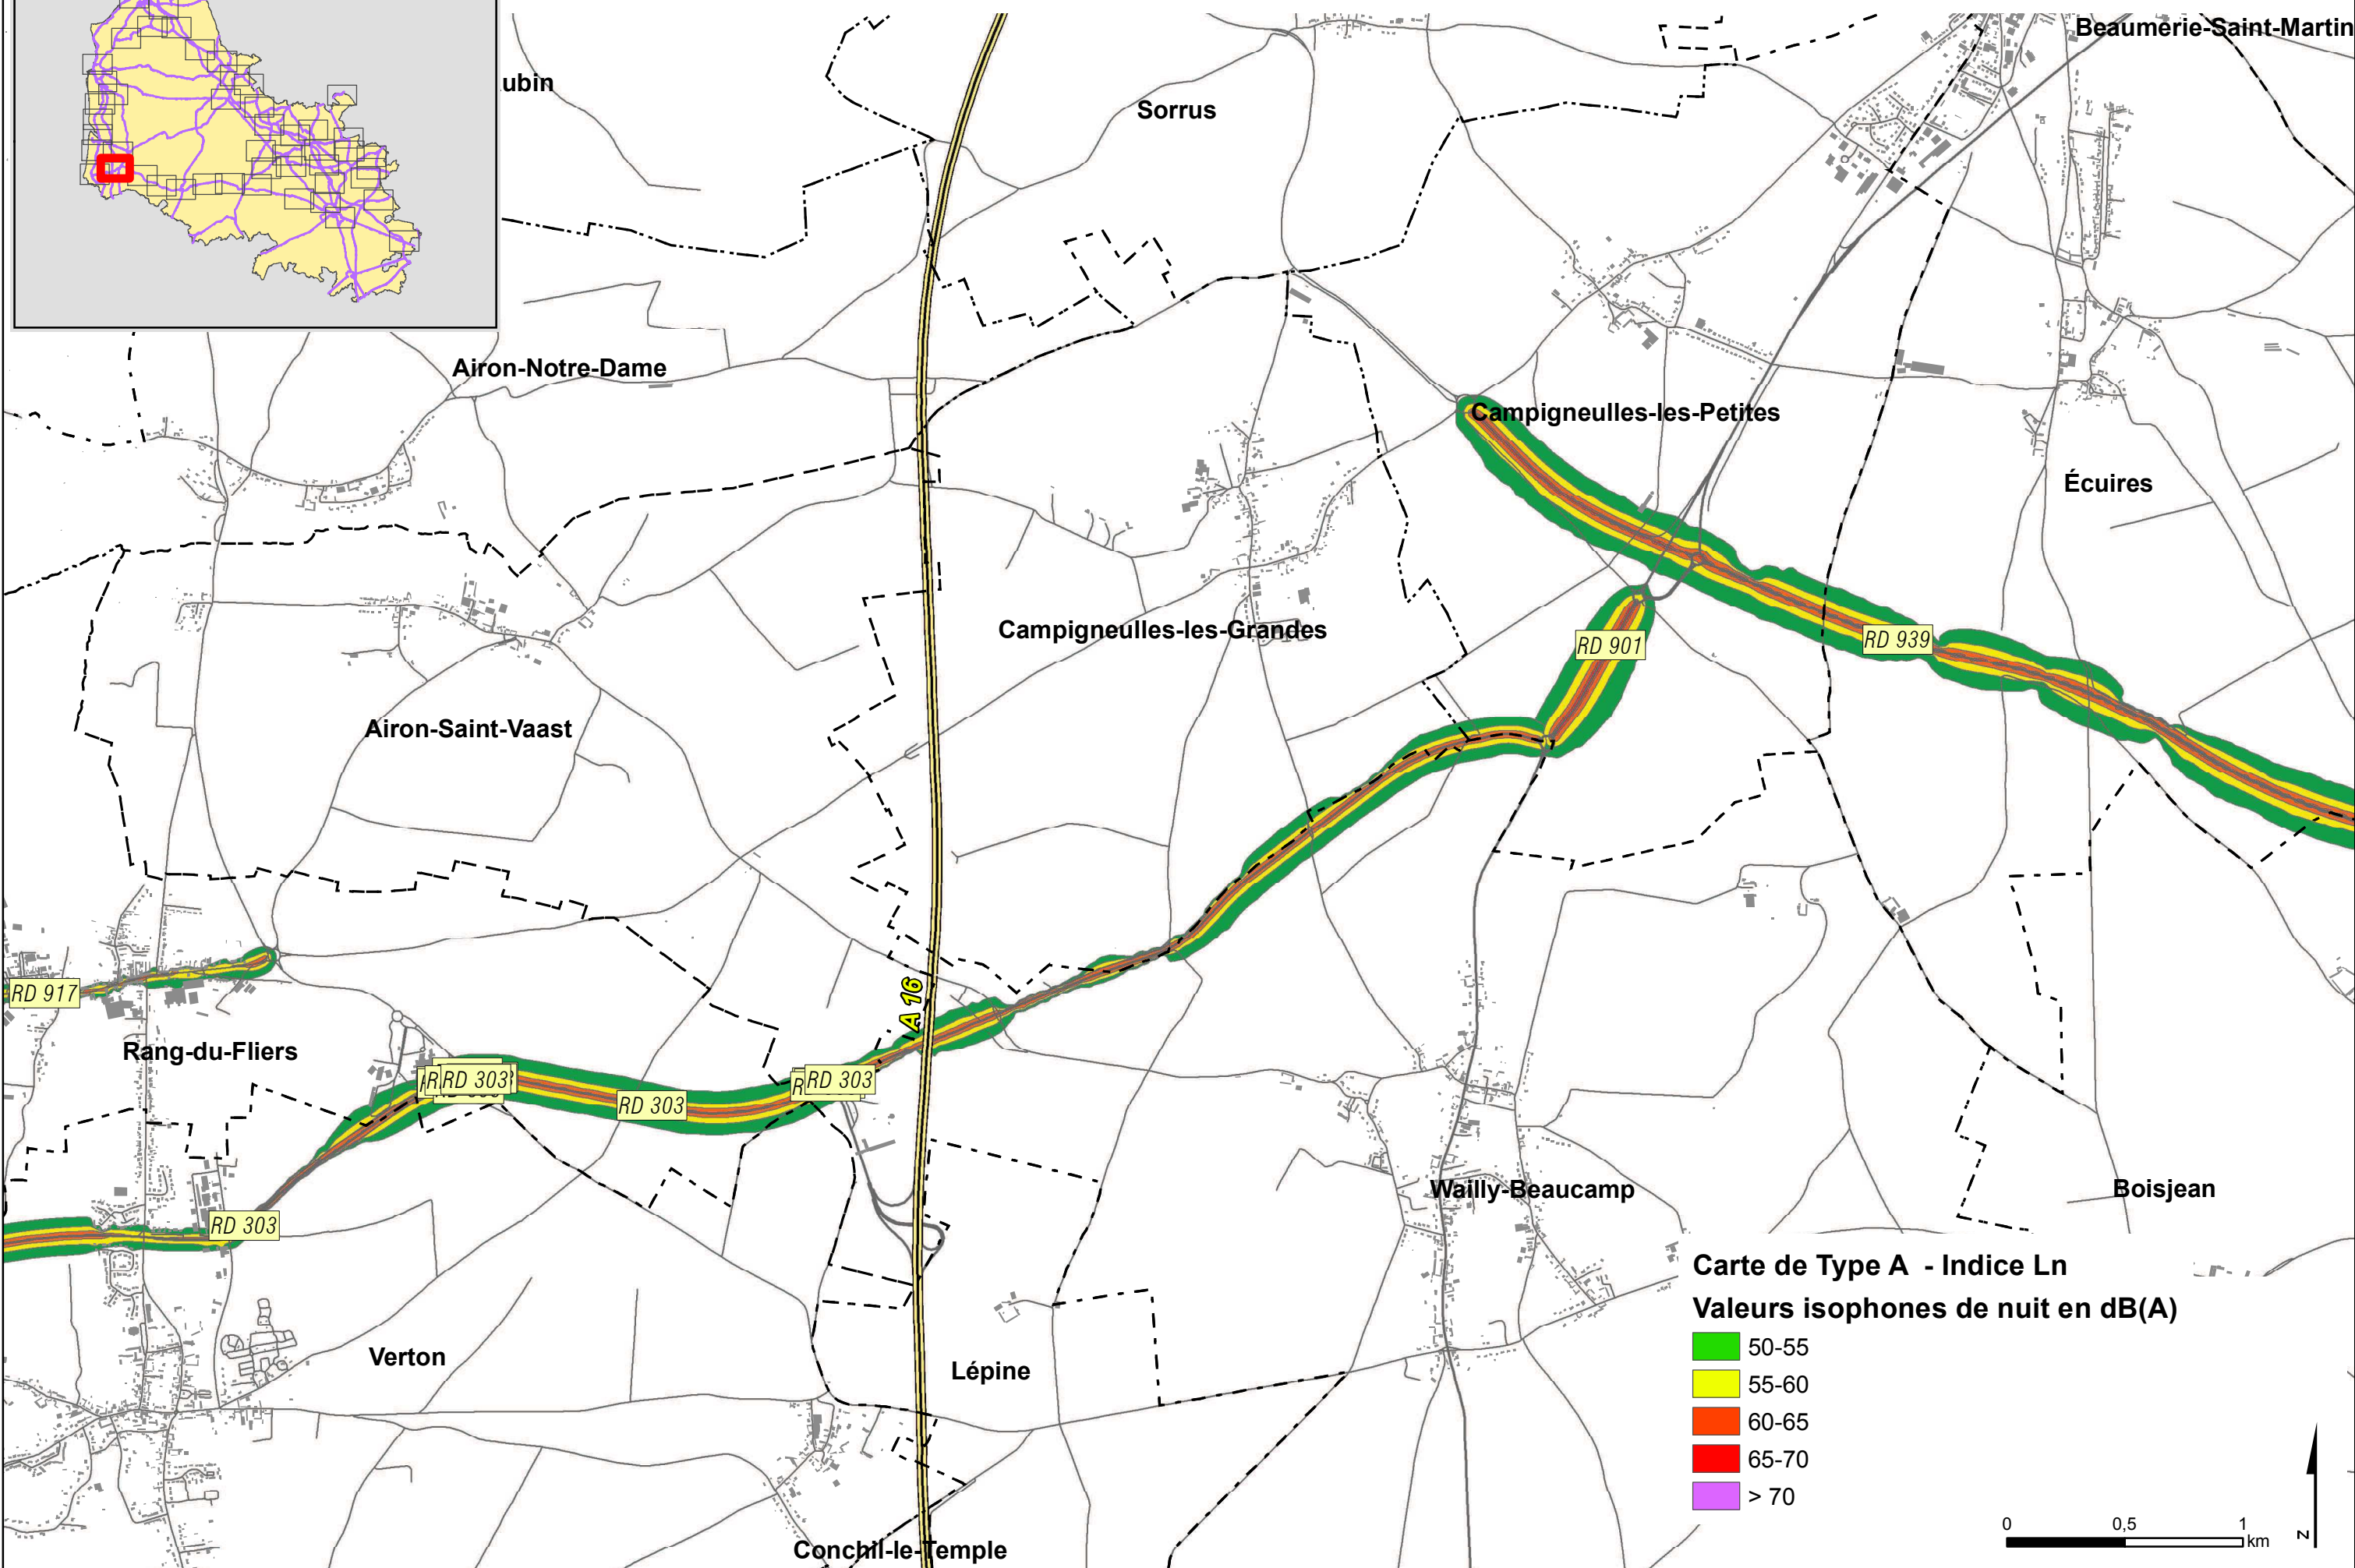 Beaumerie-Saint-Martin
ubin
Sorrus
Airon-Notre-Dame
Campigneulles-les-Petites
Écuires
Campigneulles-les-Grandes
RD 901
RD 939
Airon-Saint-Vaast
RD 917
A 16
Rang-du-Fliers
RD 303
RD 303
RD 303
RD 303
Wailly-Beaucamp
Boisjean
Verton
Lépine
Conchil-le-Temple
Carte de Type A - Indice Ln
Valeurs isophones de nuit en dB(A)
50-55
55-60
60-65
65-70
> 70
0 0,5 1
km
N